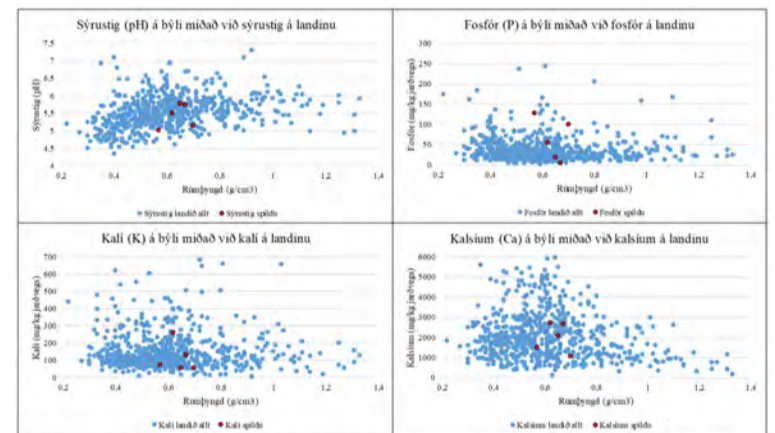 Sýrustig (pH) á býli miðað við sýrustig á landinu
7,5
7
6,5
6
5,5
5
4,5
4
Sýrustig (pH)
0,2 0,4 0,6 0,8 1 1,2 1,4
Rúmþyngd (g/cm3)
Sýrustig landið allt Sýrustig spildu
Fosfór (P) á býli miðað við fosfór á landinu
300
250
200
150
100
50
0
Fosfór (mg/kg jarðvegs)
0,2 0,4 0,6 0,8 1 1,2 1,4
Rúmþyngd (g/cm3)
Fosfór landið allt Fosfór spildu
Kalí (K) á býli miðað við kalí á landinu
700
600
500
400
300
200
100
0
Kalí (mg/kg jarðvegs)
0,2 0,4 0,6 0,8 1 1,2 1,4
Rúmþyngd (g/cm3)
Kalí landið allt Kalí spildu
Kalsíum (Ca) á býli miðað við kalsíum á landinu
6000
5000
4000
3000
2000
1000
0
Kalsíum (mg/kg jarðvegs)
0,2 0,4 0,6 0,8 1 1,2 1,4
Rúmþyngd (g/cm3)
Kalsíum landið allt Kalsíum spildu